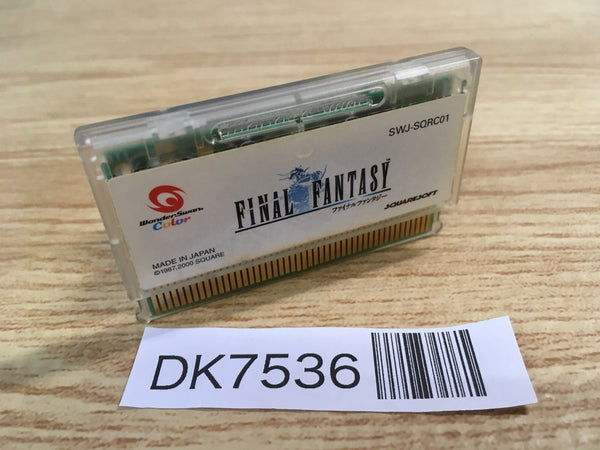 SWJ-SQRC01
WonderSwan
Color
FINAL FANTASY
ファイナルファンタジー
SQUARESOFT
MADE IN JAPAN
©1987,2000 SQUARE
DK7536